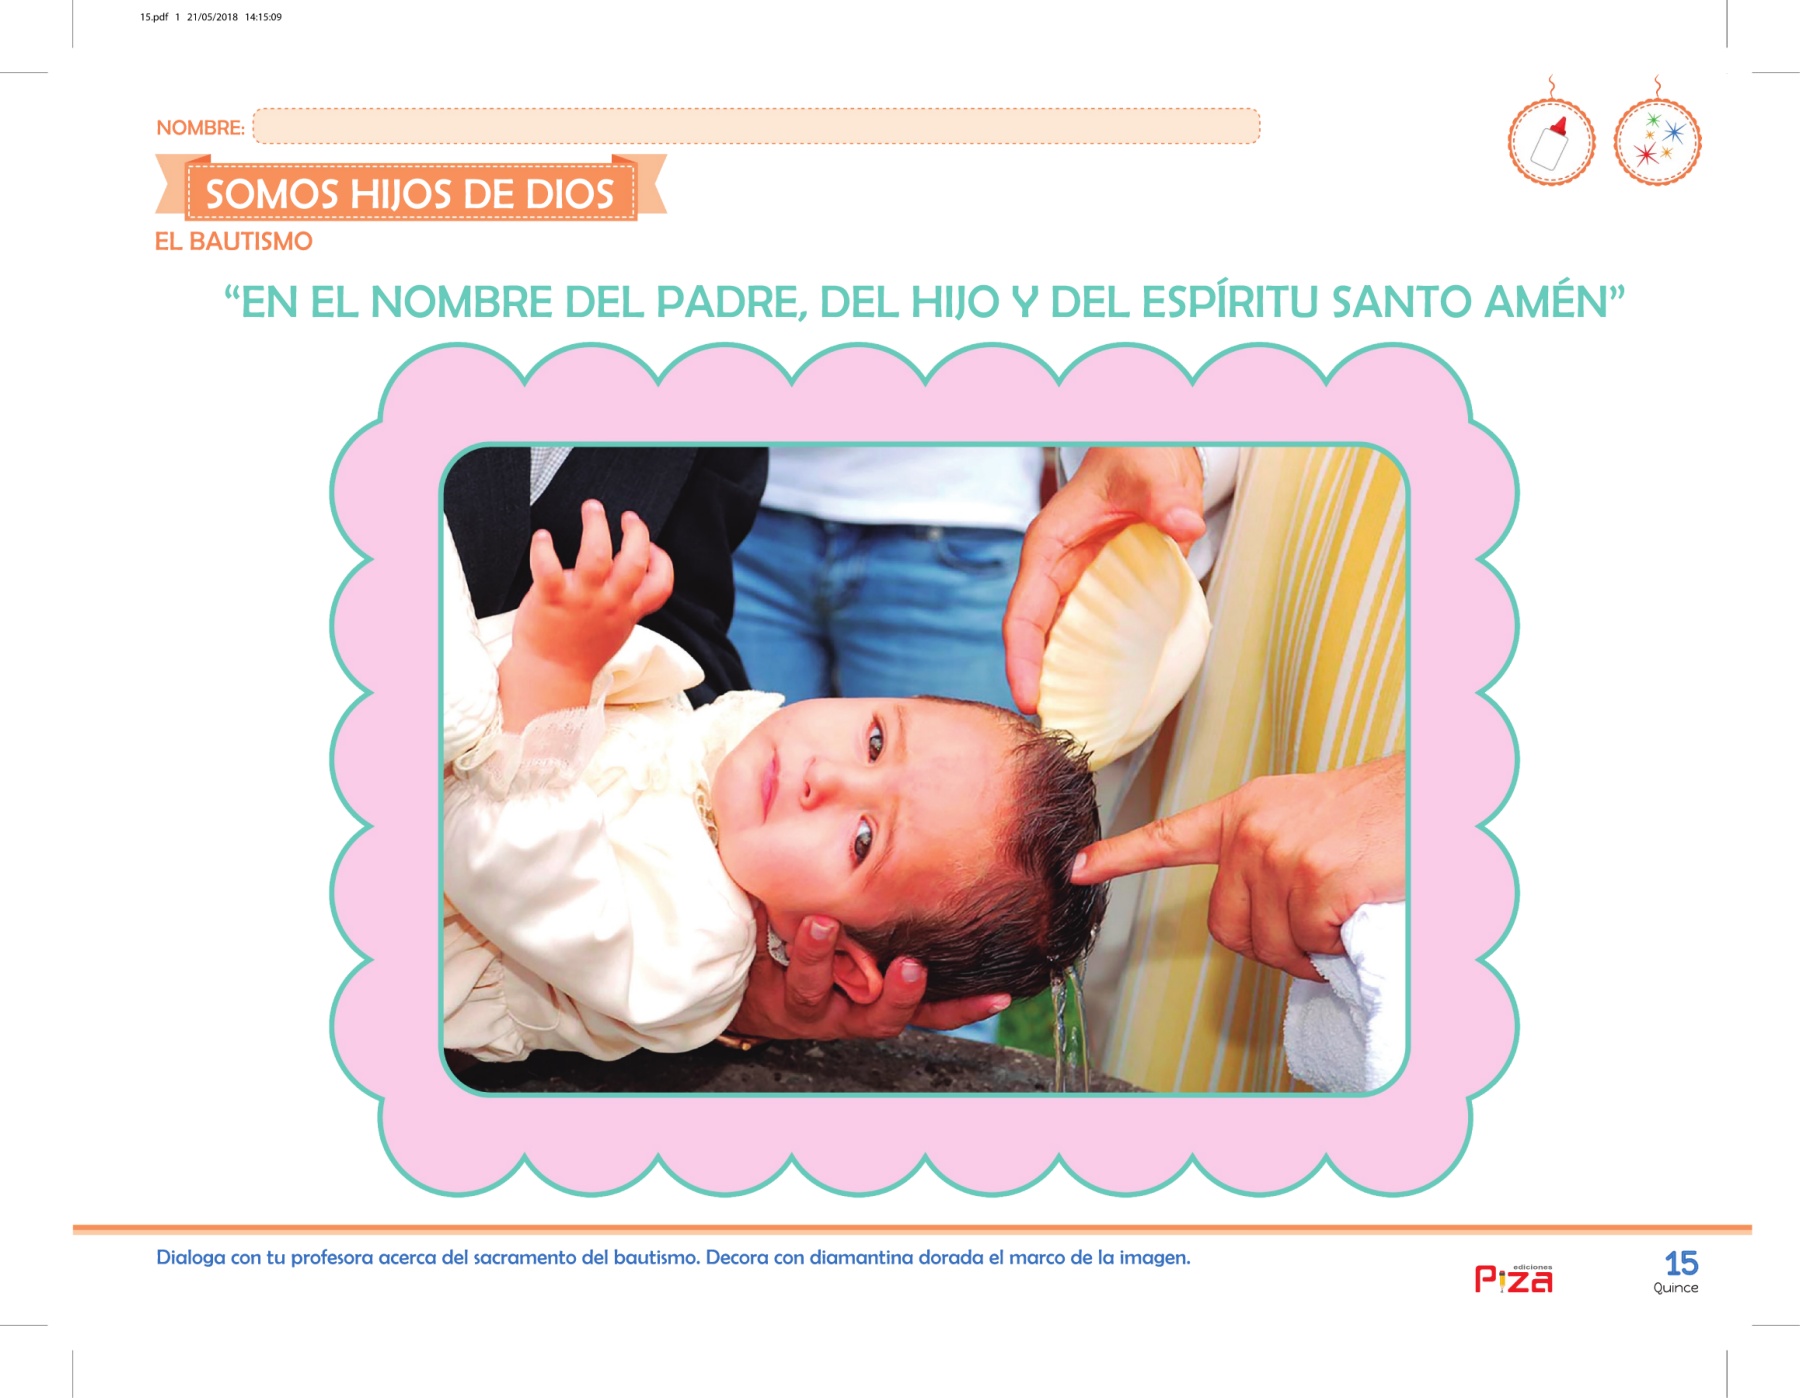 15.pdf 1 21/05/2018 14:15:09
NOMBRE:
SOMOS HIJOS DE DIOS
EL BAUTISMO
“EN EL NOMBRE DEL PADRE, DEL HIJO Y DEL ESPÍRITU SANTO AMÉN”
Dialoga con tu profesora acerca del sacramento del bautismo. Decora con diamantina dorada el marco de la imagen.
ediciones
Piza
15
Quince